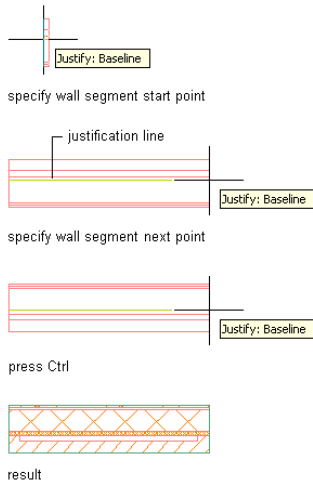 Justify: Baseline
specify wall segment start point
justification line
Justify: Baseline
specify wall segment next point
Justify: Baseline
press Ctrl
result